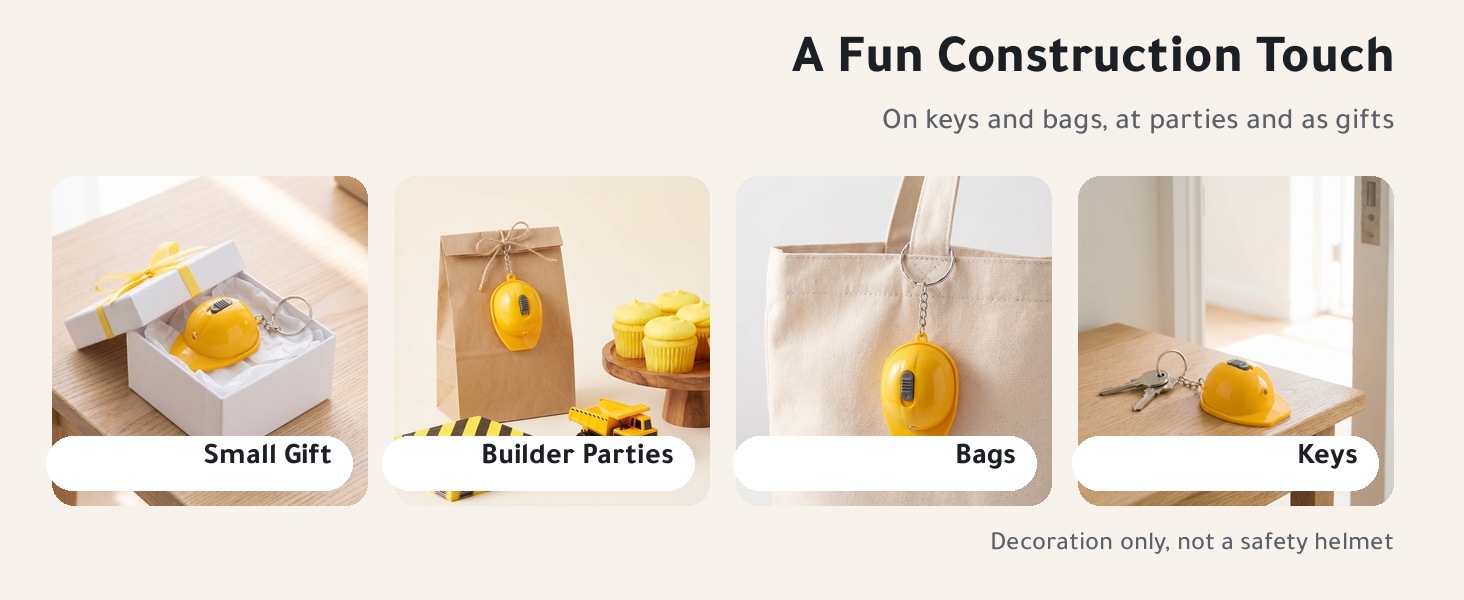 A Fun Construction Touch
On keys and bags, at parties and as gifts
Small Gift
Builder Parties
Bags
Keys
Decoration only, not a safety helmet